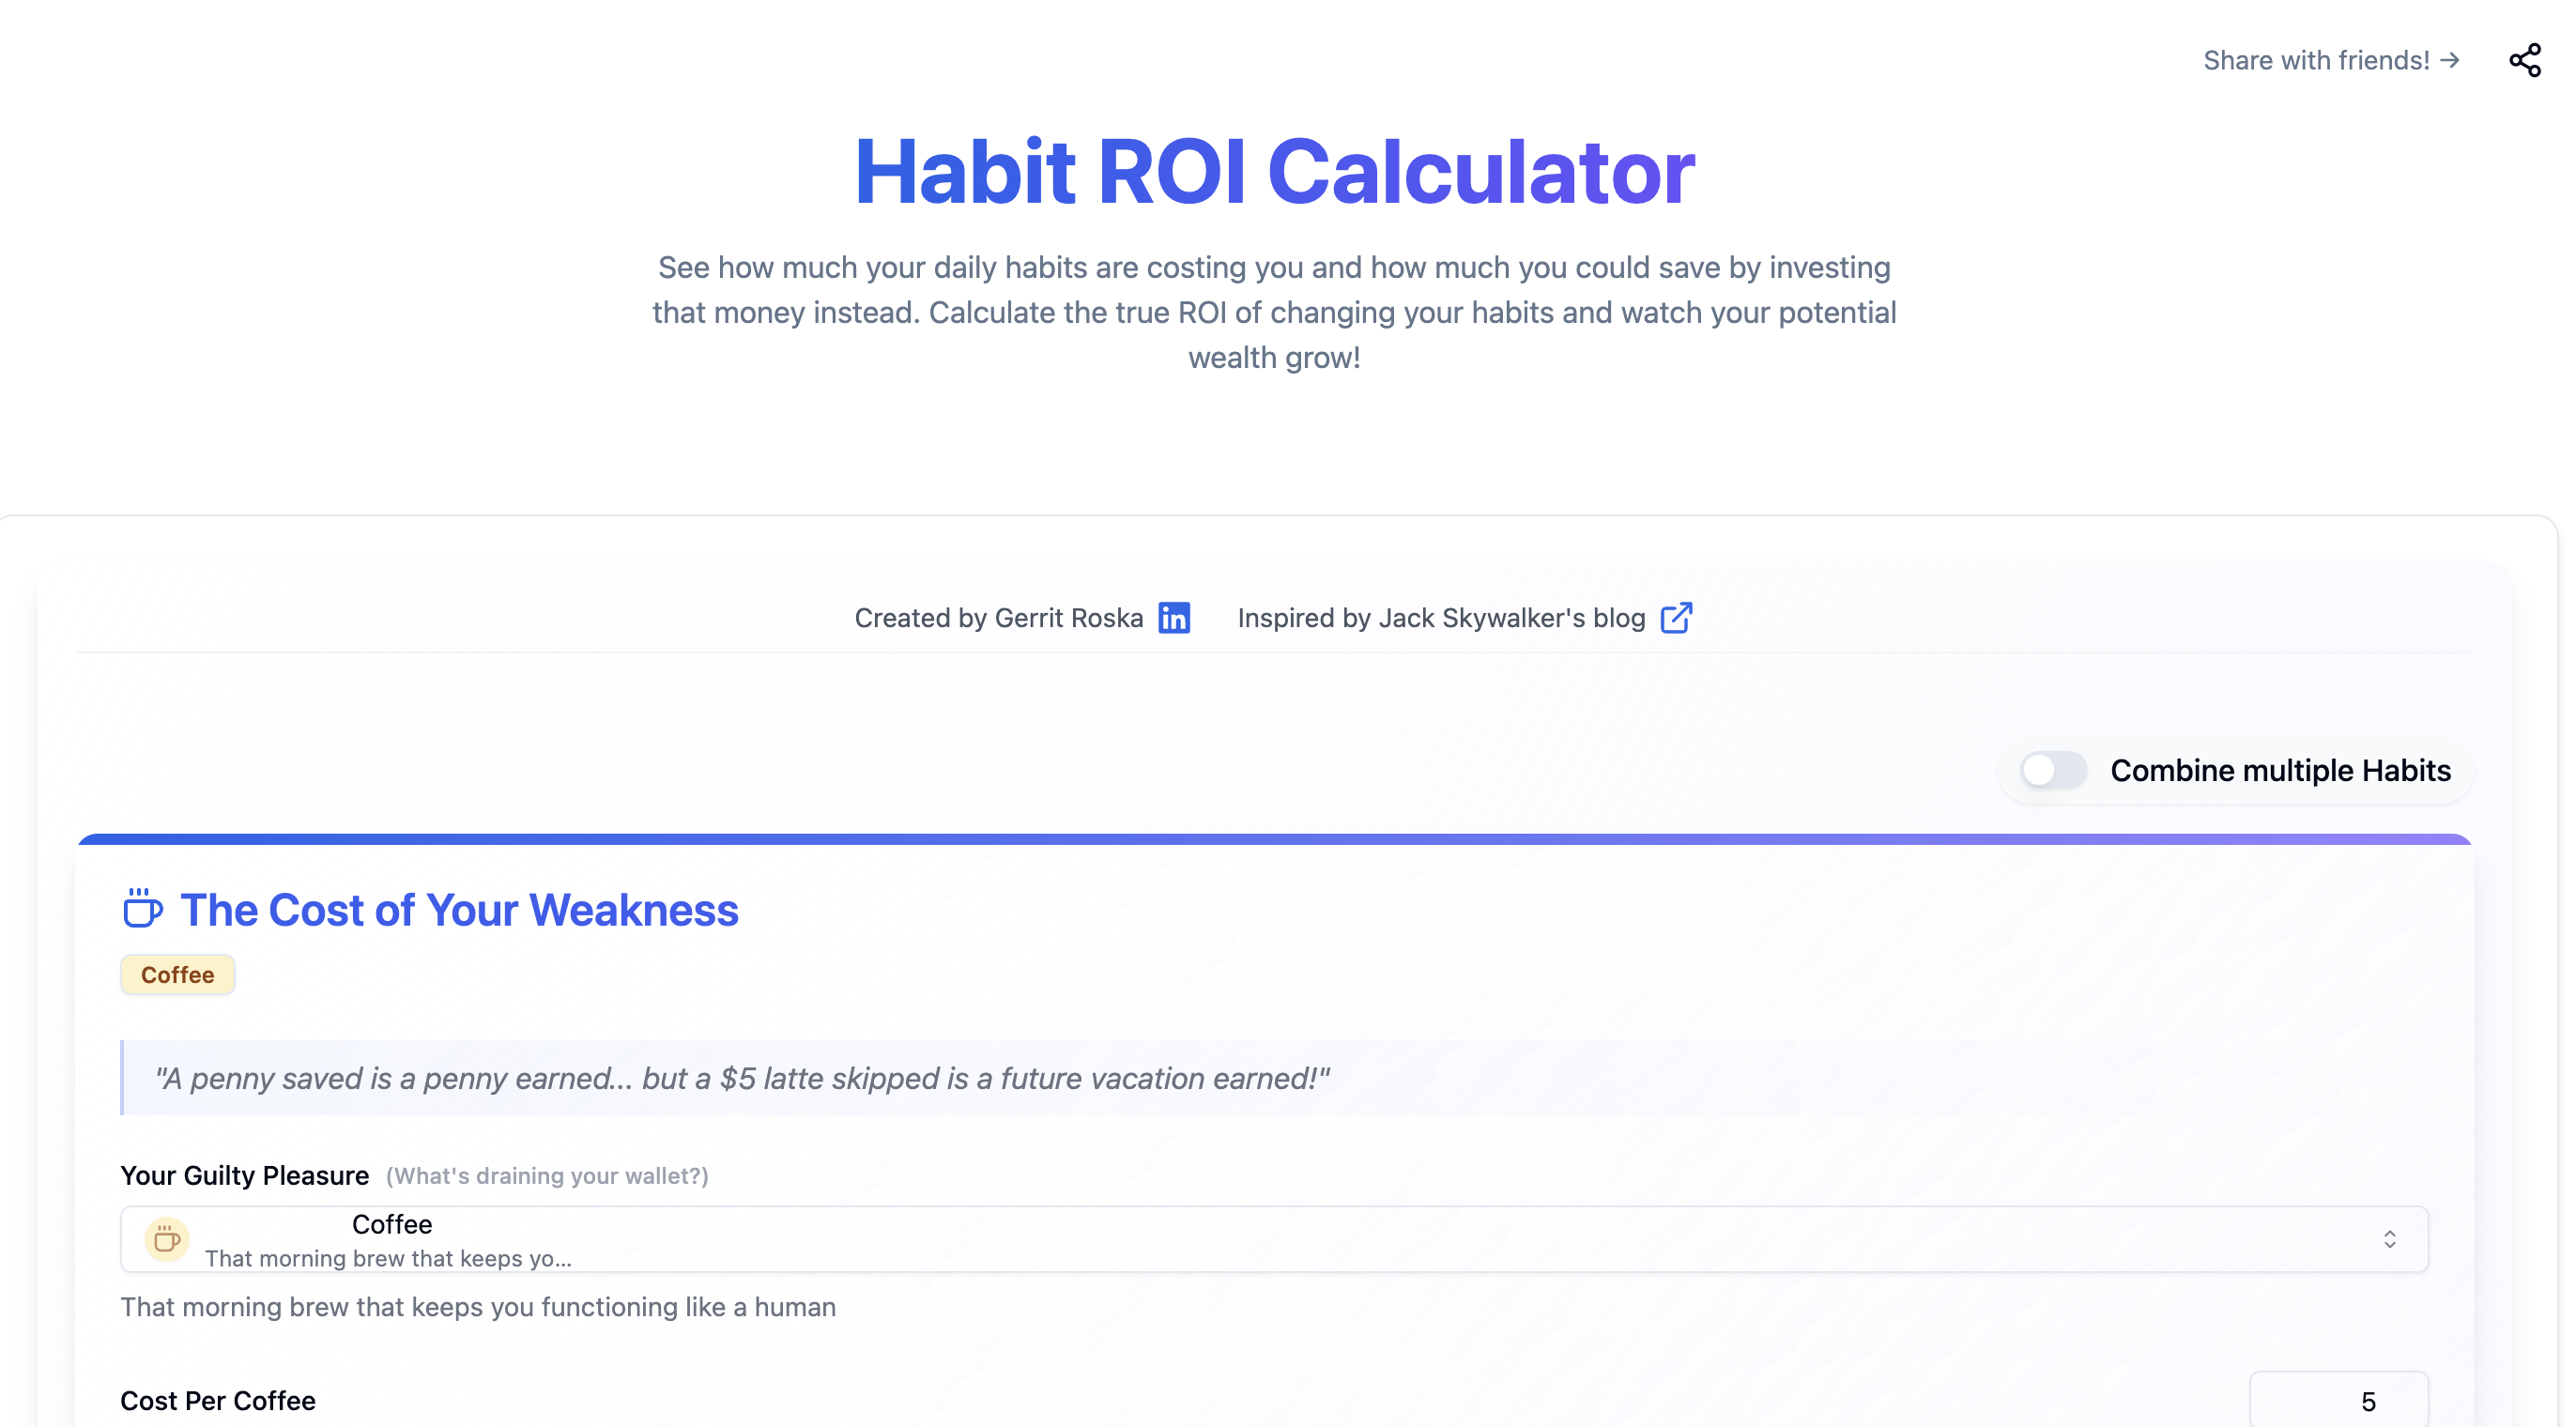 Share with friends! →
Habit ROI Calculator
See how much your daily habits are costing you and how much you could save by investing
that money instead. Calculate the true ROI of changing your habits and watch your potential
wealth grow!
Created by Gerrit Roska in Inspired by Jack Skywalker's blog
Combine multiple Habits
The Cost of Your Weakness
Coffee
"A penny saved is a penny earned... but a $5 latte skipped is a future vacation earned!"
Your Guilty Pleasure (What's draining your wallet?)
Coffee
That morning brew that keeps yo...
That morning brew that keeps you functioning like a human
Cost Per Coffee 5